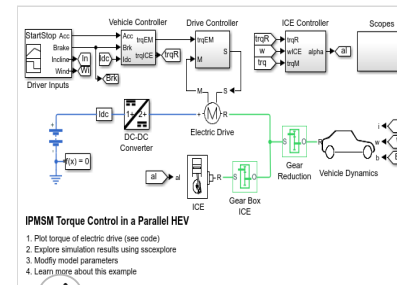 Vehicle Controller
Drive Controller
ICE Controller
Scopes
StartStop Acc
Brake
Incline
Wind
Driver Inputs
In
Wi
Brk
Idc
Acc
Brk
Idc
trqEM
trqICE
trqR
trqEM
S
M
trqR
w
trq
trqR
wICE
trqM
alpha
al
M
S
Idc
1+
2+
DC-DC
Converter
+
M
R
Electric Drive
f(x) = 0
al
al
R
ICE
S
O
Gear Box
ICE
S
O
Gear
Reduction
R
Vehicle Dynamics
i
w
b
IPMSM Torque Control in a Parallel HEV
1. Plot torque of electric drive (see code)
2. Explore simulation results using sscexplore
3. Modfiy model parameters
4. Learn more about this example